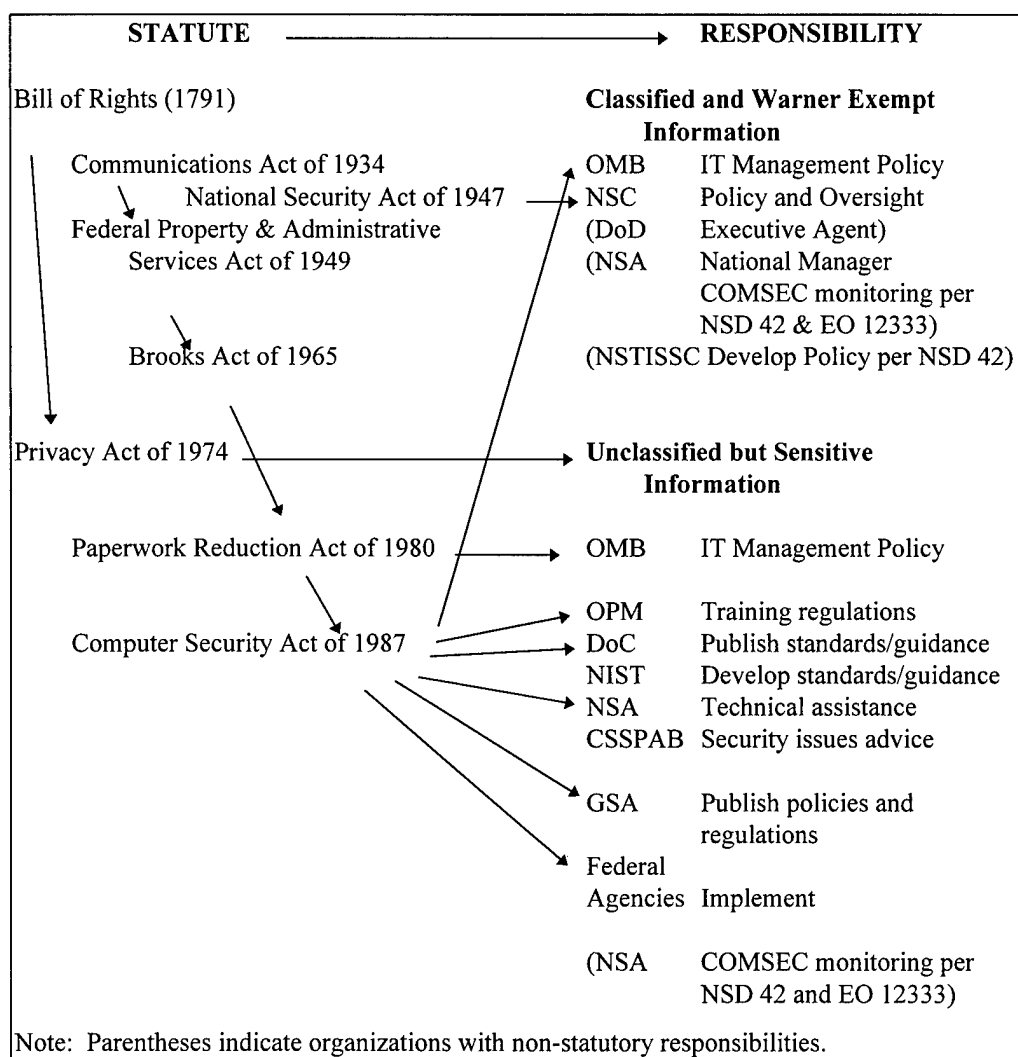 STATUTE RESPONSIBILITY
Bill of Rights (1791) Classified and Warner Exempt
Information
Communications Act of 1934 OMB IT Management Policy
National Security Act of 1947 NSC Policy and Oversight
Federal Property & Administrative (DoD Executive Agent)
Services Act of 1949 (NSA National Manager
COMSEC monitoring per
NSD 42 & EO 12333)
Brooks Act of 1965 (NSTISSC Develop Policy per NSD 42)
Privacy Act of 1974 Unclassified but Sensitive
Information
Paperwork Reduction Act of 1980 OMB IT Management Policy
OPM Training regulations
Computer Security Act of 1987 DoC Publish standards/guidance
NIST Develop standards/guidance
NSA Technical assistance
CSSPAB Security issues advice
GSA Publish policies and
regulations
Federal
Agencies Implement
(NSA COMSEC monitoring per
NSD 42 and EO 12333)
Note: Parentheses indicate organizations with non-statutory responsibilities.